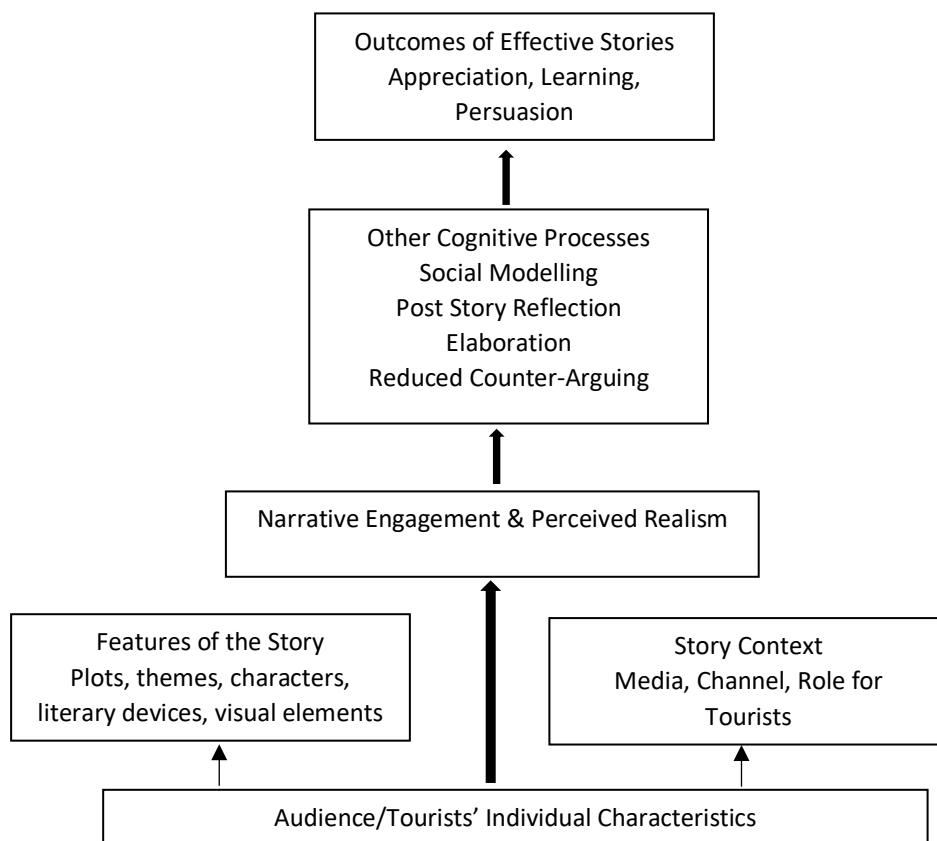 Outcomes of Effective Stories
Appreciation, Learning,
Persuasion
Other Cognitive Processes
Social Modelling
Post Story Reflection
Elaboration
Reduced Counter-Arguing
Narrative Engagement & Perceived Realism
Features of the Story
Plots, themes, characters,
literary devices, visual elements
Story Context
Media, Channel, Role for
Tourists
Audience/Tourists’ Individual Characteristics